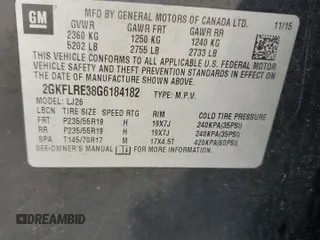 GM
MFD BY GENERAL MOTORS OF CANADA LTD. 11/15
GVWR GAWR FRT GAWR RR
2360 KG 1250 KG 1240 KG
5202 LB 2755 LB 2733 LB
THIS VEHICLE CONFORMS TO ALL APPLICABLE U.S. FEDERAL MOTOR
VEHICLE SAFETY AND THEFT PREVENTION STANDARDS IN EFFECT ON
THE DATE OF MANUFACTURE SHOWN ABOVE.
2GKFLRE38G6184182 TYPE: M.P.V.
MODEL: LJ26
LBCN TIRE SIZE SPEED RTG RIM COLD TIRE PRESSURE
FRT P235/55R19 H 19X7J 240KPA(35PSI)
RR P235/55R19 H 19X7J 240KPA(35PSI)
SPA T145/70R17 M 17X4.5T 420KPA(60PSI)
SEE OWNER'S MANUAL FOR
DREAMBID